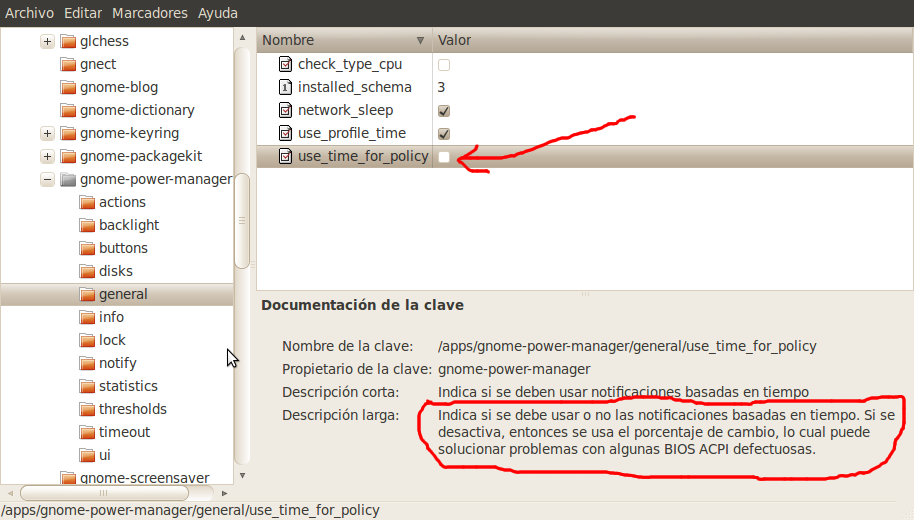 Archivo Editar Marcadores Ayuda
glchess
gnect
gnome-blog
gnome-dictionary
gnome-keyring
gnome-packagekit
gnome-power-manager
actions
backlight
buttons
disks
general
info
lock
notify
statistics
thresholds
timeout
ui
gnome-screensaver
Nombre Valor
check_type_cpu
installed_schema 3
network_sleep
use_profile_time
use_time_for_policy
Documentación de la clave
Nombre de la clave: /apps/gnome-power-manager/general/use_time_for_policy
Propietario de la clave: gnome-power-manager
Descripción corta: Indica si se deben usar notificaciones basadas en tiempo
Descripción larga: Indica si se debe usar o no las notificaciones basadas en tiempo. Si se
desactiva, entonces se usa el porcentaje de cambio, lo cual puede
solucionar problemas con algunas BIOS ACPI defectuosas.
/apps/gnome-power-manager/general/use_time_for_policy